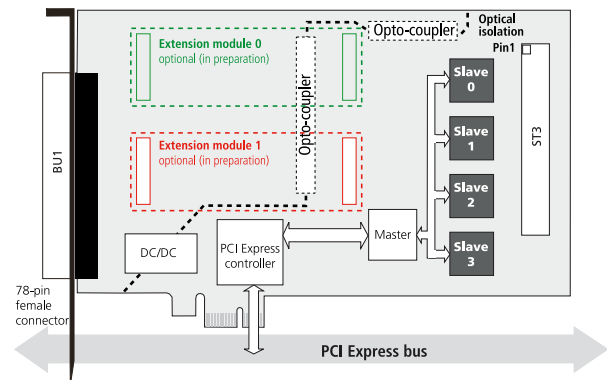 Extension module 0
optional (in preparation)
Opto-coupler
Optical
isolation
Pin1
Slave
0
Opto-coupler
BU1
Extension module 1
optional (in preparation)
Slave
1
ST3
Slave
2
DC/DC
PCI Express
controller
Master
Slave
3
78-pin
female
connector
PCI Express bus